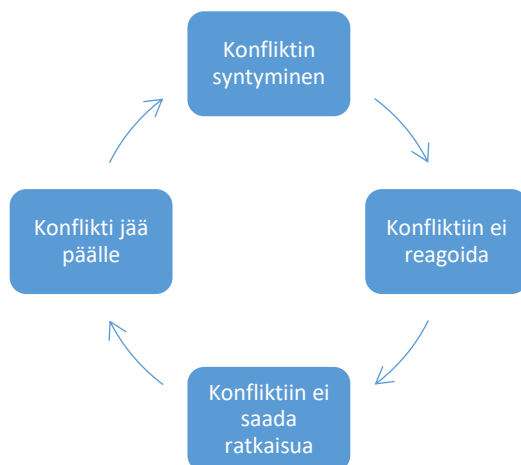 Konfliktin
syntyminen
Konfliktiin ei
reagoida
Konfliktiin ei
saada
ratkaisua
Konflikti jää
päälle